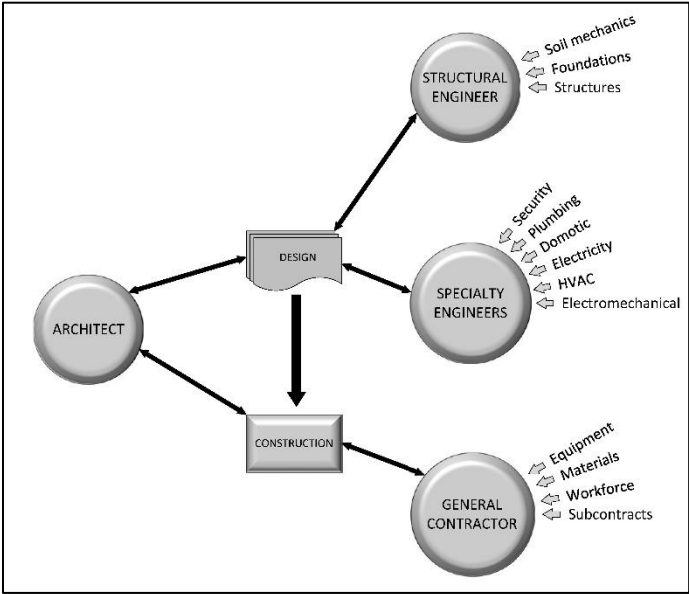 Soil mechanics
Foundations
Structures
STRUCTURAL
ENGINEER
Security
Plumbing
Domotic
Electricity
HVAC
Electromechanical
DESIGN
SPECIALTY
ENGINEERS
ARCHITECT
CONSTRUCTION
Equipment
Materials
Workforce
Subcontracts
GENERAL
CONTRACTOR